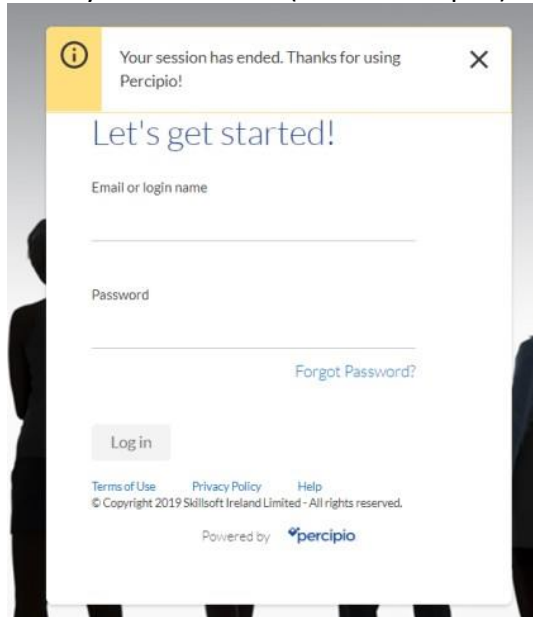 Your session has ended. Thanks for using
Percipio!
Let's get started!
Email or login name
Password
Forgot Password?
Log in
Terms of Use Privacy Policy Help
© Copyright 2019 Skillsoft Ireland Limited - All rights reserved.
Powered by percipio